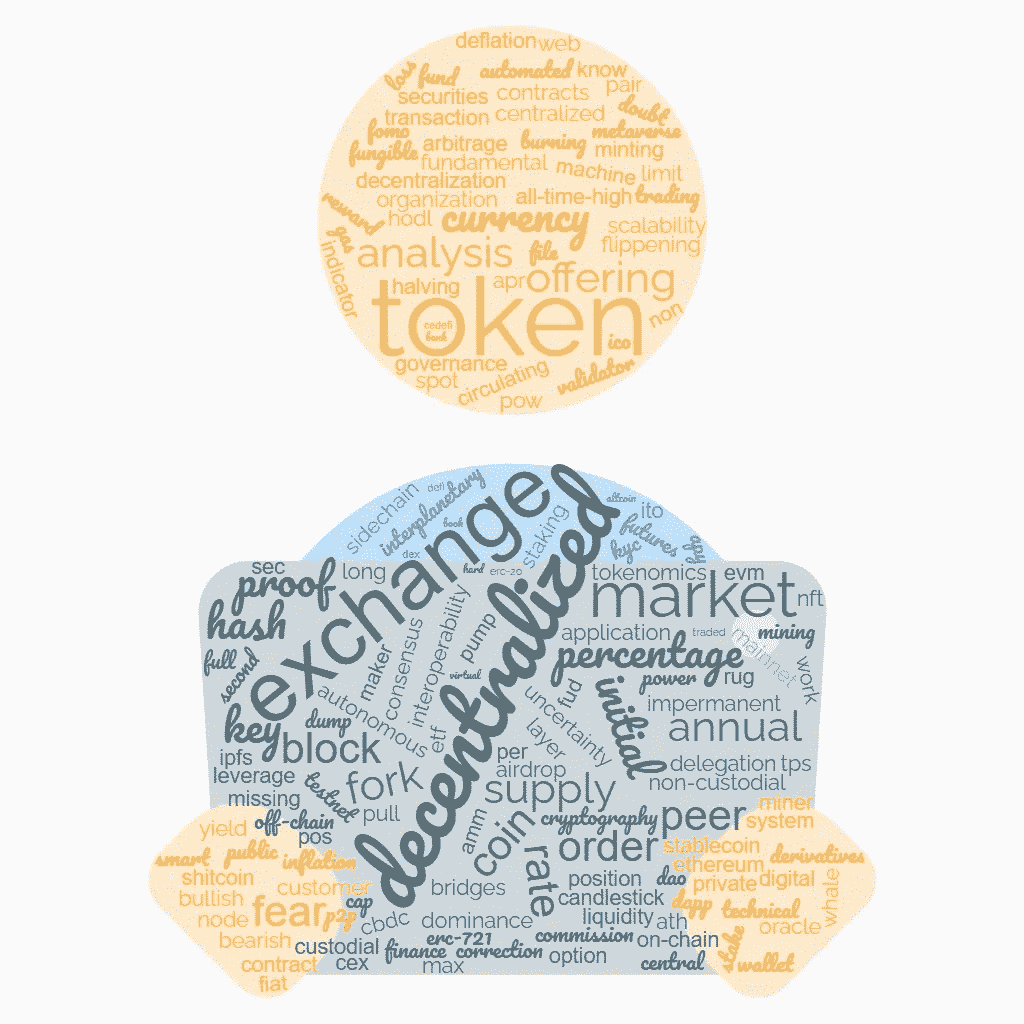 deflation web
loss fund automated know pair
securities contracts doubt
transaction centralized
fomo arbitrage burning metaverse
fungible fundamental machine minting limit
decentralization
organization all-time-high trading
reward hodl currency scalability
gas analysis file flippening
indicator halving apr offering
token
cedefi
bank
ico non
governance
spot circulating validator
pow
sidechain defi interplanetary
book
dex
exchange
decentralized
staking
altcoin
ito
futures
kyc apy
sec proof long hard erc-20 tokenomics evm
market nft
hash application traded mainnet mining
full second maker consensus interoperability pump percentage
virtual
power rug work
autonomous fud initial impermanent
key dump etf uncertainty annual
block layer
ipfs per delegation tps
leverage testnet fork airdrop non-custodial
missing pull supply
off-chain amm coin cryptography peer
pos rate order
bridges position dao
cap candlestick
cbdc dominance liquidity ath
custodial erc-721 commission on-chain
cex finance correction option central
max
yield
smart public inflation
shitcoin customer
bullish
node fear p2p
bearish
contract
fiat
miner
system
stablecoin
ethereum derivatives
private digital
dapp technical whale
oracle
stake wallet